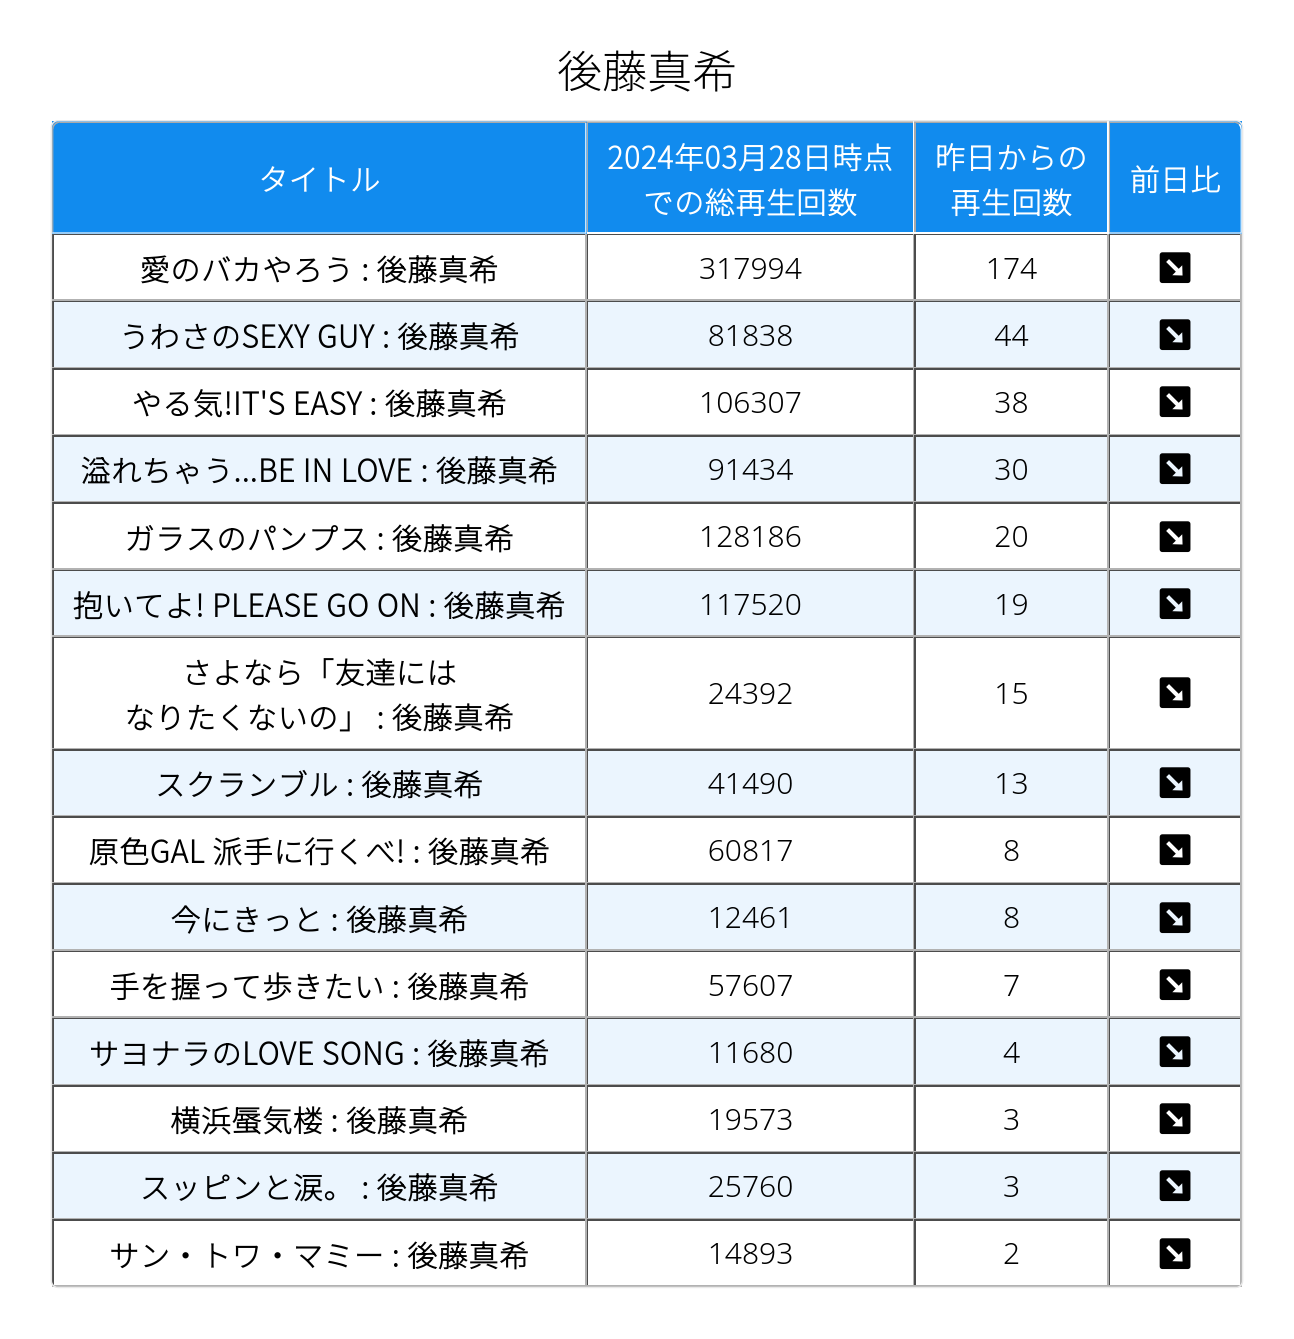 後藤真希
タイトル
2024年03月28日時点
での総再生回数
昨日からの
再生回数
前日比
愛のバカやろう : 後藤真希 317994 174
うわさのSEXY GUY : 後藤真希 81838 44
やる気!IT'S EASY : 後藤真希 106307 38
溢れちゃう...BE IN LOVE : 後藤真希 91434 30
ガラスのパンプス : 後藤真希 128186 20
抱いてよ! PLEASE GO ON : 後藤真希 117520 19
さよなら「友達には
なりたくないの」 : 後藤真希 24392 15
スクランブル : 後藤真希 41490 13
原色GAL 派手に行くべ! : 後藤真希 60817 8
今にきっと : 後藤真希 12461 8
手を握って歩きたい : 後藤真希 57607 7
サヨナラのLOVE SONG : 後藤真希 11680 4
横浜蜃気楼 : 後藤真希 19573 3
スッピンと涙。 : 後藤真希 25760 3
サン・トワ・マミー : 後藤真希 14893 2